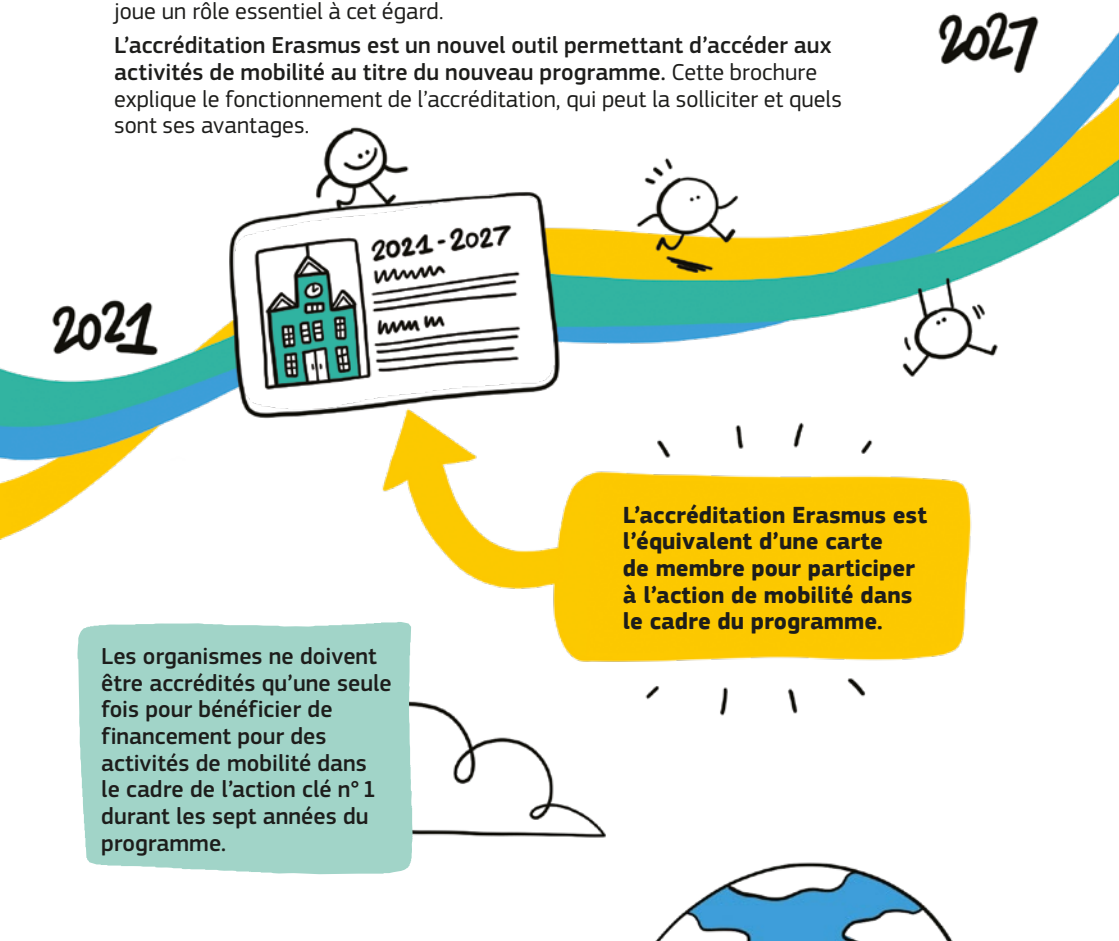 joue un rôle essentiel à cet égard.
L’accréditation Erasmus est un nouvel outil permettant d’accéder aux
activités de mobilité au titre du nouveau programme. Cette brochure
explique le fonctionnement de l’accréditation, qui peut la solliciter et quels
sont ses avantages.
2027
2021 - 2027
2021
L’accréditation Erasmus est
l’équivalent d’une carte
de membre pour participer
à l’action de mobilité dans
le cadre du programme.
Les organismes ne doivent
être accrédités qu’une seule
fois pour bénéficier de
financement pour des
activités de mobilité dans
le cadre de l’action clé n° 1
durant les sept années du
programme.